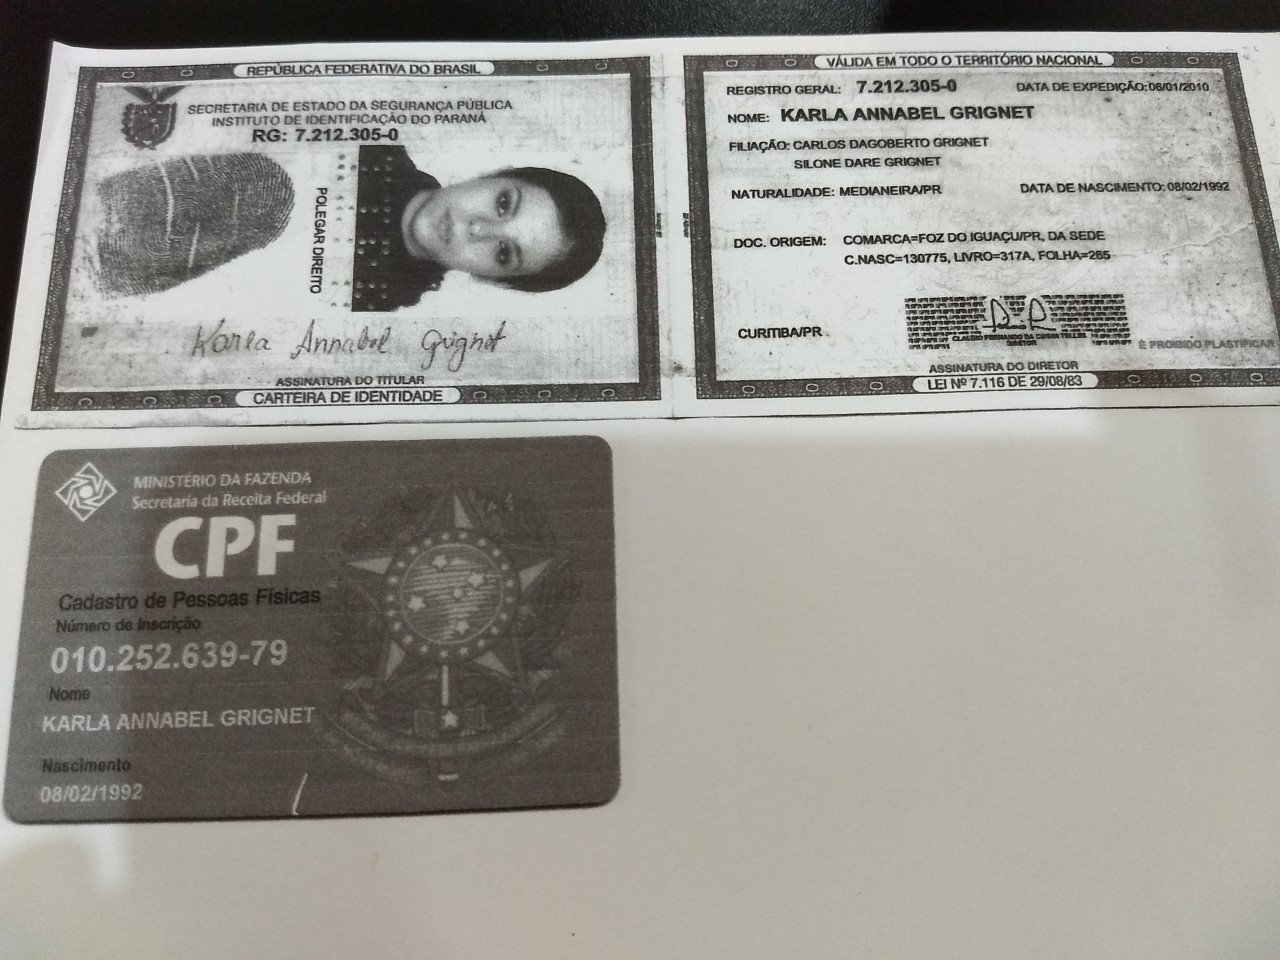 REPÚBLICA FEDERATIVA DO BRASIL
SECRETARIA DE ESTADO DA SEGURANÇA PÚBLICA
INSTITUTO DE IDENTIFICAÇÃO DO PARANÁ
RG: 7.212.305-0
POLEGAR DIREITO
Karla Annabel Grignet
ASSINATURA DO TITULAR
CARTEIRA DE IDENTIDADE
VÁLIDA EM TODO O TERRITÓRIO NACIONAL
REGISTRO GERAL: 7.212.305-0 DATA DE EXPEDIÇÃO: 06/01/2010
NOME: KARLA ANNABEL GRIGNET
FILIAÇÃO: CARLOS DAGOBERTO GRIGNET
SILONE DARE GRIGNET
NATURALIDADE: MEDIANEIRA/PR DATA DE NASCIMENTO: 08/02/1992
DOC. ORIGEM: COMARCA=FOZ DO IGUAÇU/PR, DA SEDE
C.NASC=130775, LIVRO=317A, FOLHA=265
CURITIBA/PR
DIRETOR
É PROIBIDO PLASTIFICAR
ASSINATURA DO DIRETOR
LEI Nº 7.116 DE 29/08/83
MINISTÉRIO DA FAZENDA
Secretaria da Receita Federal
CPF
Cadastro de Pessoas Físicas
Número de Inscrição
010.252.639-79
Nome
KARLA ANNABEL GRIGNET
Nascimento
08/02/1992